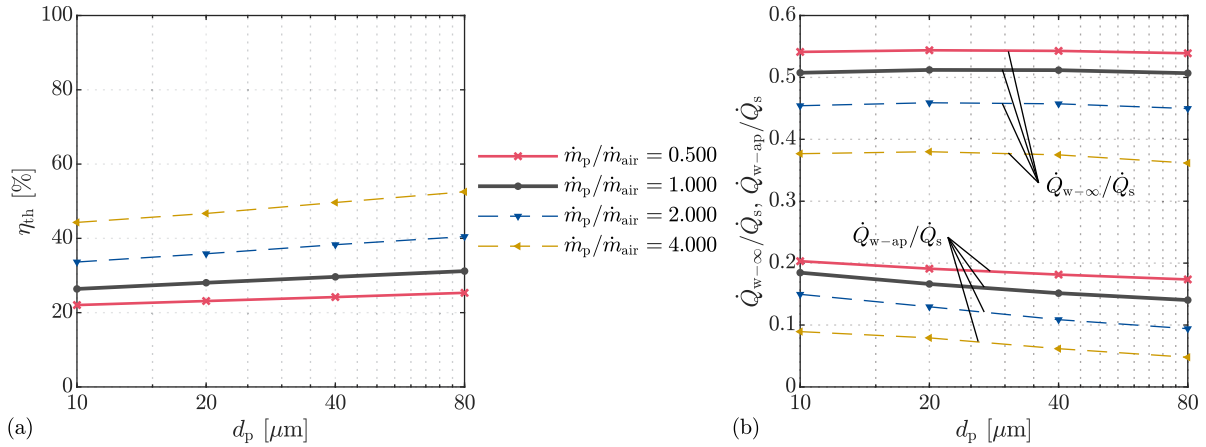 100
80
60
40
20
0
η_th [%]
10
20
40
80
d_p [μm]
(a)
ṁ_p/ṁ_air = 0.500
ṁ_p/ṁ_air = 1.000
ṁ_p/ṁ_air = 2.000
ṁ_p/ṁ_air = 4.000
0.6
0.5
0.4
0.3
0.2
0.1
0
Q̇_w−∞/Q̇_s, Q̇_w−ap/Q̇_s
Q̇_w−∞/Q̇_s
Q̇_w−ap/Q̇_s
10
20
40
80
d_p [μm]
(b)